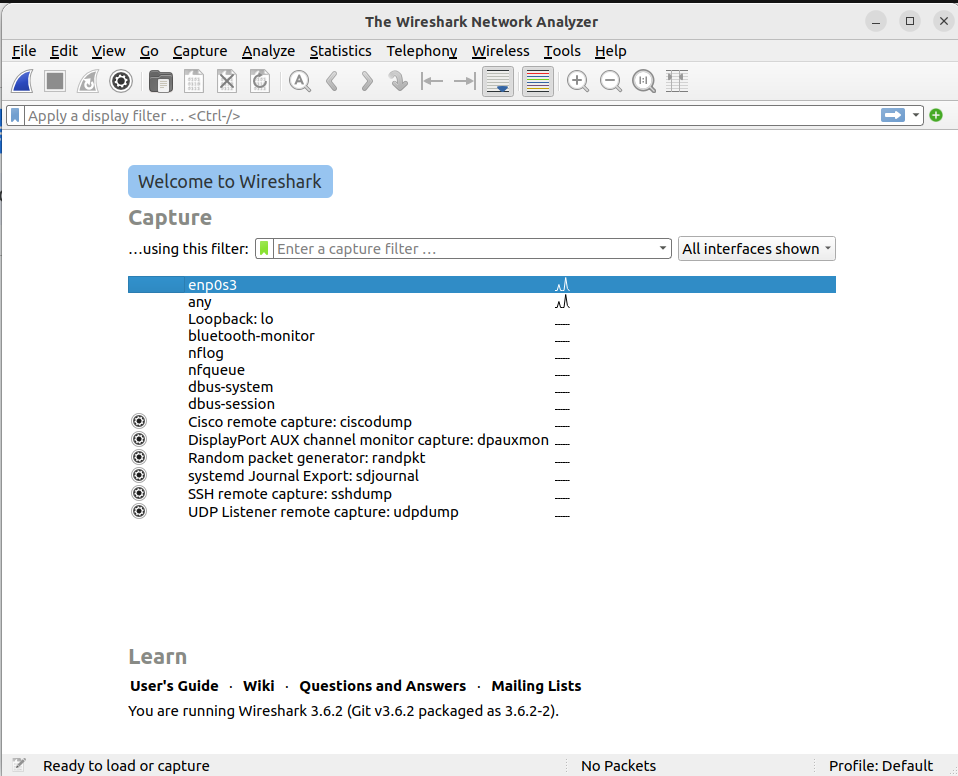 The Wireshark Network Analyzer
File Edit View Go Capture Analyze Statistics Telephony Wireless Tools Help
Apply a display filter … <Ctrl-/>
Welcome to Wireshark
Capture
…using this filter: Enter a capture filter … All interfaces shown
enp0s3
any
Loopback: lo
bluetooth-monitor
nflog
nfqueue
dbus-system
dbus-session
Cisco remote capture: ciscodump
DisplayPort AUX channel monitor capture: dpauxmon
Random packet generator: randpkt
systemd Journal Export: sdjournal
SSH remote capture: sshdump
UDP Listener remote capture: udpdump
Learn
User's Guide · Wiki · Questions and Answers · Mailing Lists
You are running Wireshark 3.6.2 (Git v3.6.2 packaged as 3.6.2-2).
Ready to load or capture No Packets Profile: Default